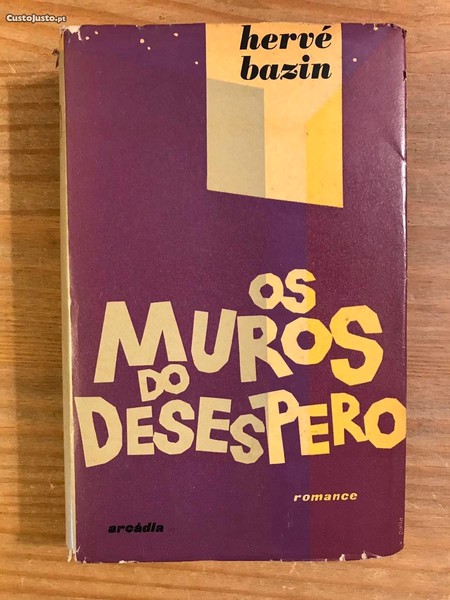 CustoJusto.pt
hervé
bazin
OS
MUROS
DO
DESESPERO
romance
arcádia